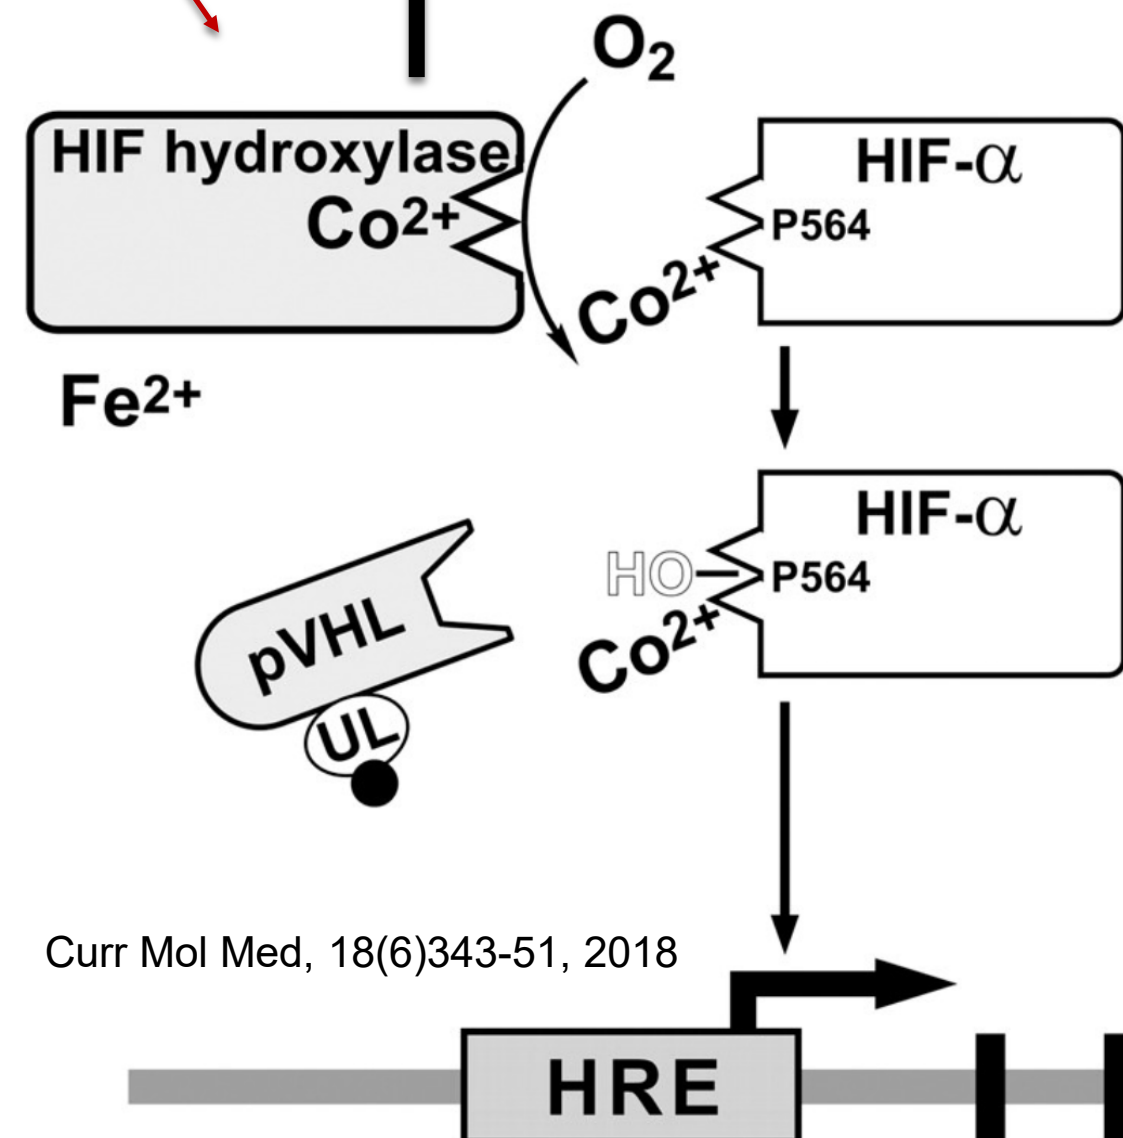 O2
HIF hydroxylase
Co2+
HIF-α
P564
Co2+
Fe2+
HIF-α
HO
P564
Co2+
pVHL
UL
Curr Mol Med, 18(6)343-51, 2018
HRE